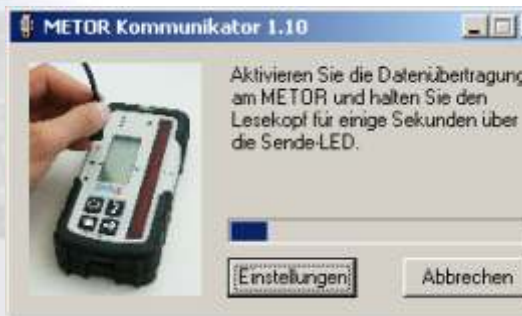 METOR Kommunikator 1.10
Aktivieren Sie die Datenübertragung
am METOR und halten Sie den
Lesekopf für einige Sekunden über
die Sende-LED.
Einstellungen
Abbrechen